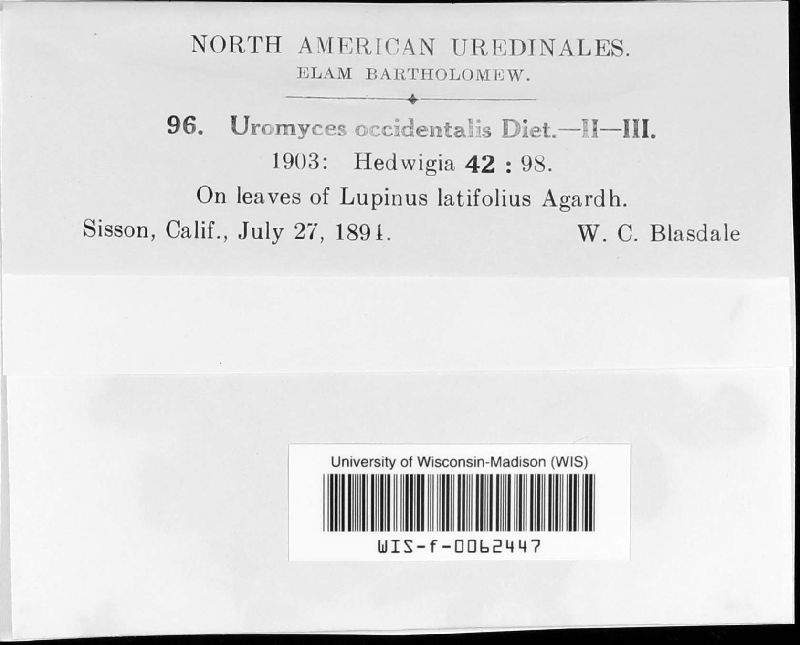 NORTH AMERICAN UREDINALES.
ELAM BARTHOLOMEW.
96. Uromyces occidentalis Diet.—II—III.
1903: Hedwigia 42 : 98.
On leaves of Lupinus latifolius Agardh.
Sisson, Calif., July 27, 1894.
W. C. Blasdale
University of Wisconsin-Madison (WIS)
WIS-f-0062447